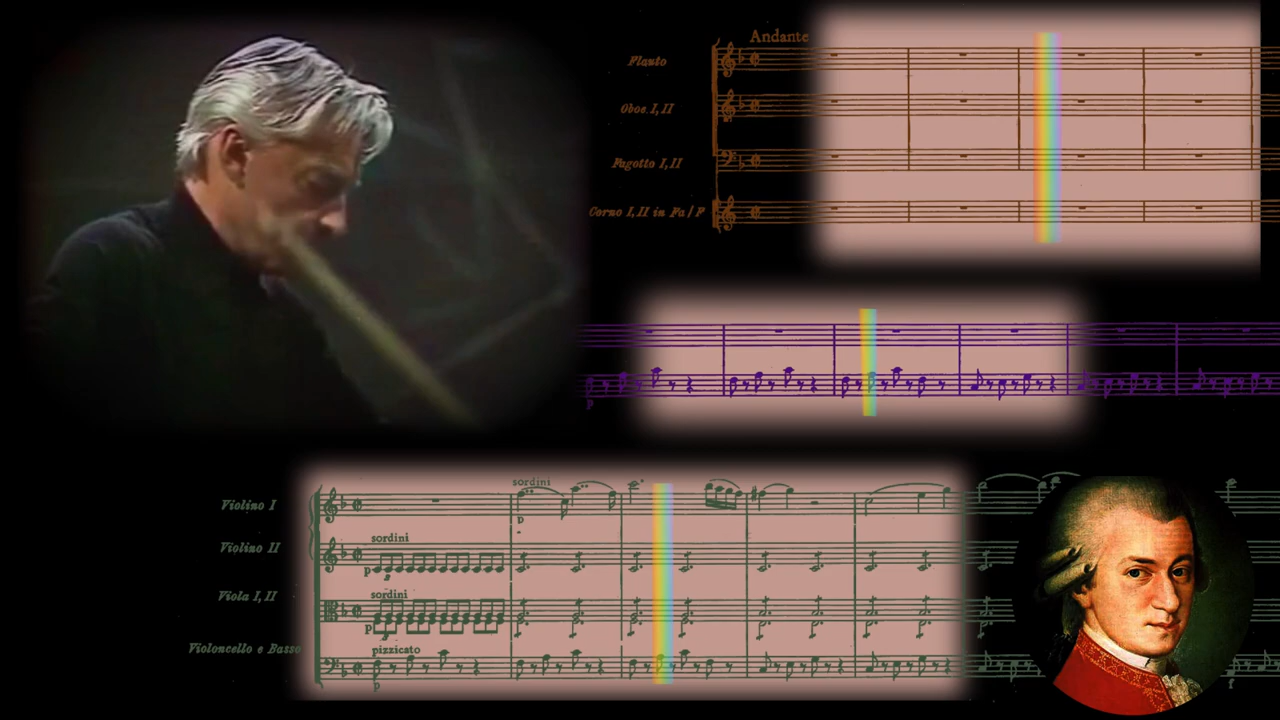 Andante
Flauto
Oboe I, II
Fagotto I, II
Corno I, II in Fa / F
p
sordini
Violino I
p
sordini
Violino II
p
sordini
Viola I, II
p
pizzicato
Violoncello e Basso
p
f